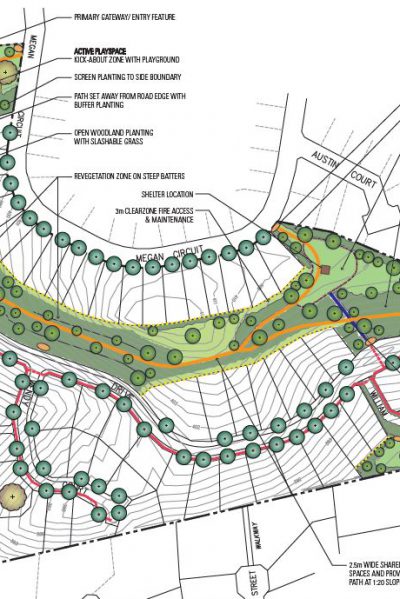 PRIMARY GATEWAY/ ENTRY FEATURE
MEGAN
CIRCUIT
ACTIVE PLAYSPACE
KICK-ABOUT ZONE WITH PLAYGROUND
SCREEN PLANTING TO SIDE BOUNDARY
PATH SET AWAY FROM ROAD EDGE WITH
BUFFER PLANTING
OPEN WOODLAND PLANTING
WITH SLASHABLE GRASS
AUSTIN
COURT
REVEGETATION ZONE ON STEEP BATTERS
SHELTER LOCATION
3m CLEARZONE FIRE ACCESS
& MAINTENANCE
MEGAN CIRCUIT
DRIVE
WILLIAM
WALKWAY
STREET
2.5m WIDE SHARE
SPACES AND PROV
PATH AT 1:20 SLOP